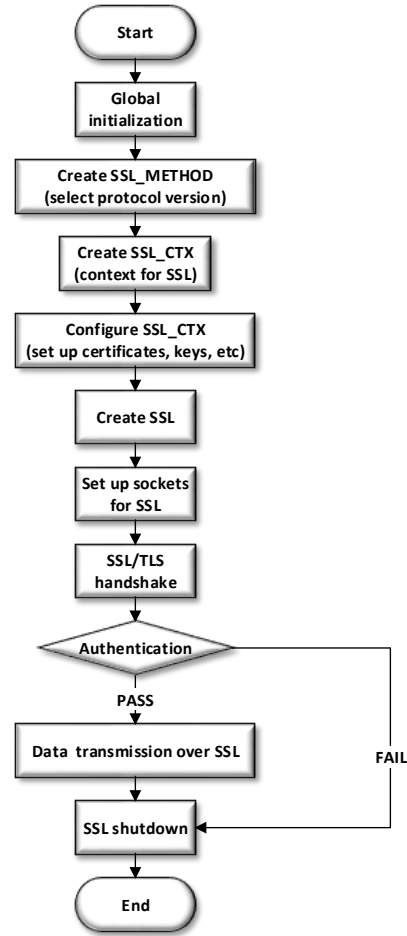 Start
Global
initialization
Create SSL_METHOD
(select protocol version)
Create SSL_CTX
(context for SSL)
Configure SSL_CTX
(set up certificates, keys, etc)
Create SSL
Set up sockets
for SSL
SSL/TLS
handshake
Authentication
PASS
Data transmission over SSL
FAIL
SSL shutdown
End